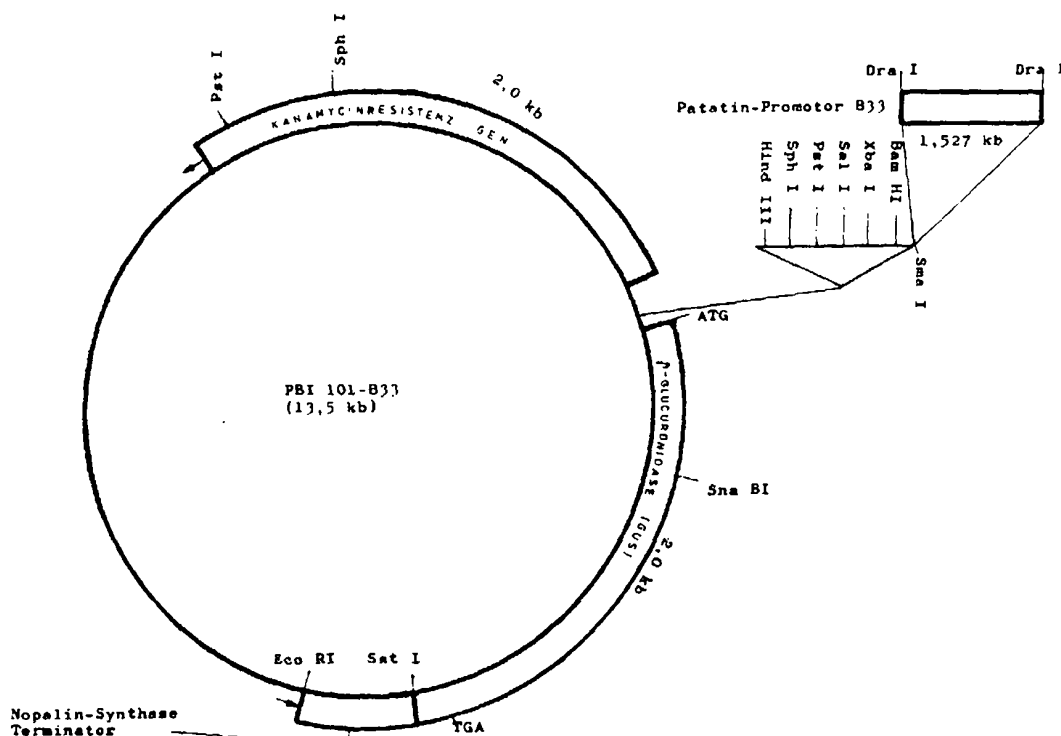 Pst I
Sph I
2,0 kb
KANAMYCINRESISTENZ GEN
Dra I
Dra I
Patatin-Promotor B33
1,527 kb
Hind III
Sph I
Pst I
Sal I
Xba I
Bam HI
Sma I
ATG
PBI 101-B33
(13,5 kb)
β-GLUCURONIDASE (GUS)
Sna BI
2,0 kb
Eco RI
Sst I
Nopalin-Synthase
Terminator
TGA